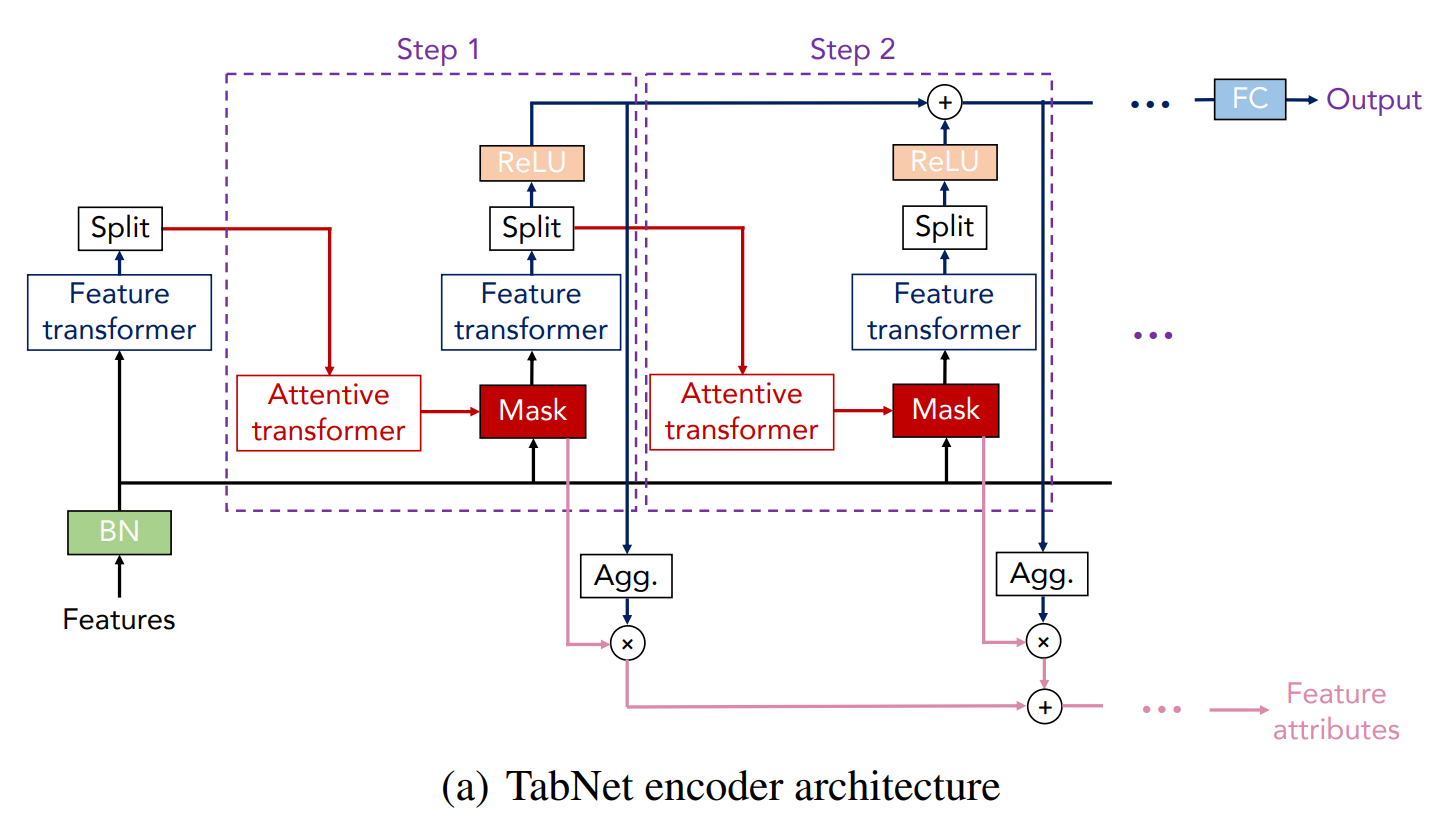 Step 1
Step 2
+
FC
Output
ReLU
ReLU
Split
Split
Split
Feature
transformer
Feature
transformer
Feature
transformer
Attentive
transformer
Mask
Attentive
transformer
Mask
BN
Features
Agg.
Agg.
×
×
+
Feature
attributes
(a) TabNet encoder architecture